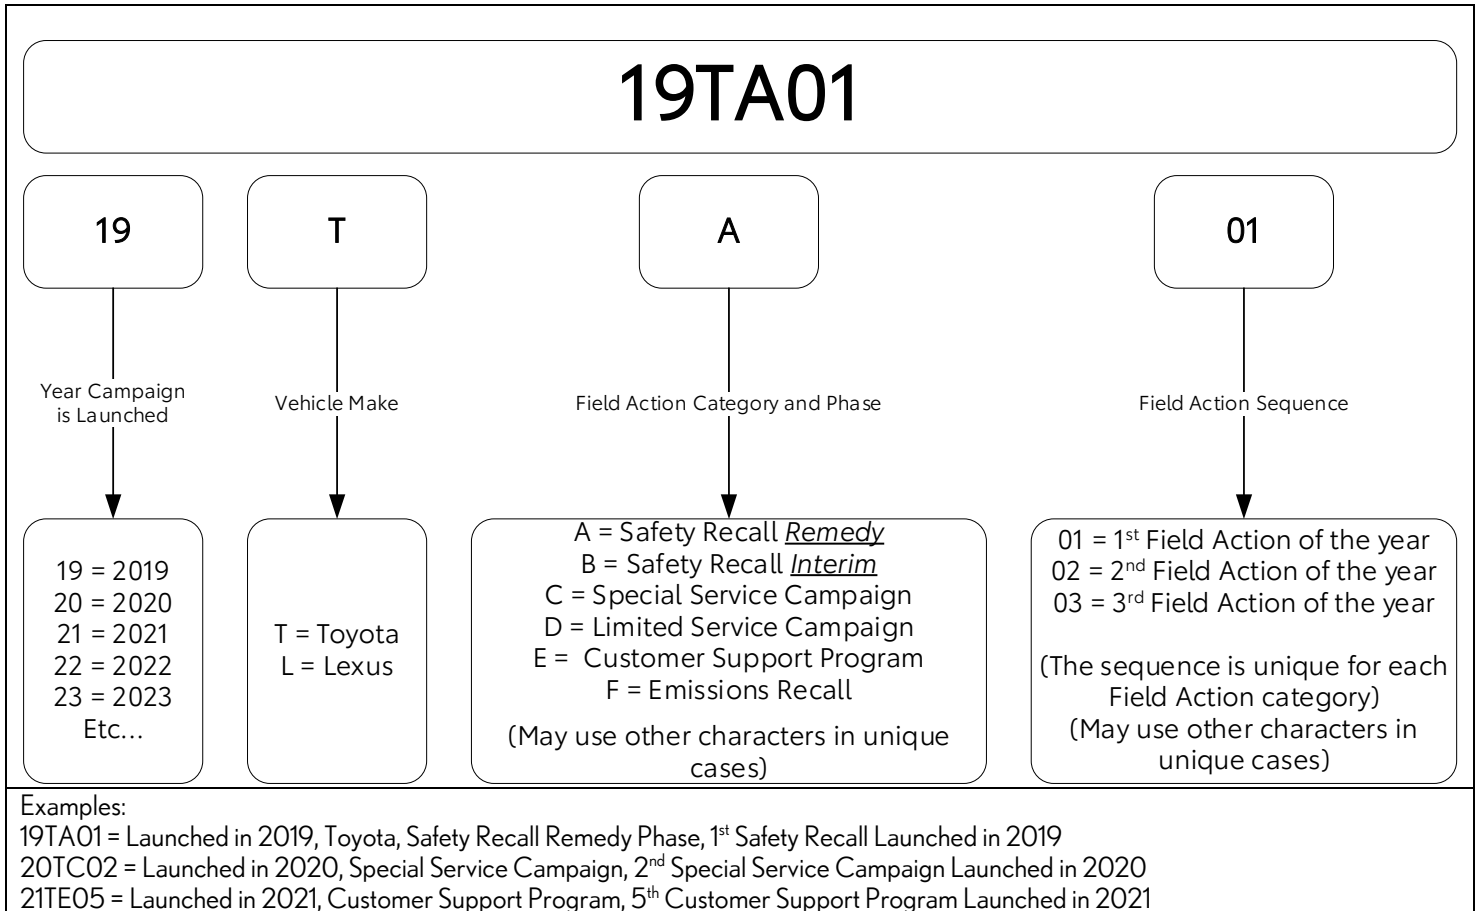 19TA01
19
T
A
01
Year Campaign
is Launched
Vehicle Make
Field Action Category and Phase
Field Action Sequence
19 = 2019
20 = 2020
21 = 2021
22 = 2022
23 = 2023
Etc...
T = Toyota
L = Lexus
A = Safety Recall Remedy
B = Safety Recall Interim
C = Special Service Campaign
D = Limited Service Campaign
E =  Customer Support Program
F = Emissions Recall
(May use other characters in unique
cases)
01 = 1st Field Action of the year
02 = 2nd Field Action of the year
03 = 3rd Field Action of the year
(The sequence is unique for each
Field Action category)
(May use other characters in
unique cases)
Examples:
19TA01 = Launched in 2019, Toyota, Safety Recall Remedy Phase, 1st Safety Recall Launched in 2019
20TC02 = Launched in 2020, Special Service Campaign, 2nd Special Service Campaign Launched in 2020
21TE05 = Launched in 2021, Customer Support Program, 5th Customer Support Program Launched in 2021